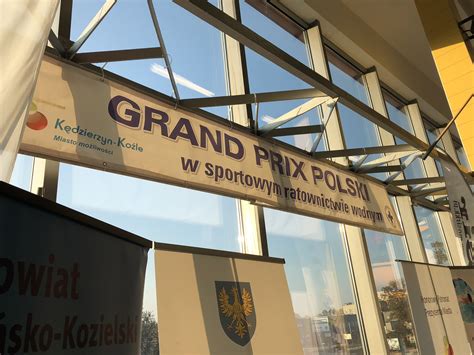 GRAND PRIX POLSKI
w sportowym ratownictwie wodnym
Kędzierzyn-Koźle
Miasto możliwości
owiat
ńsko-Kozielski